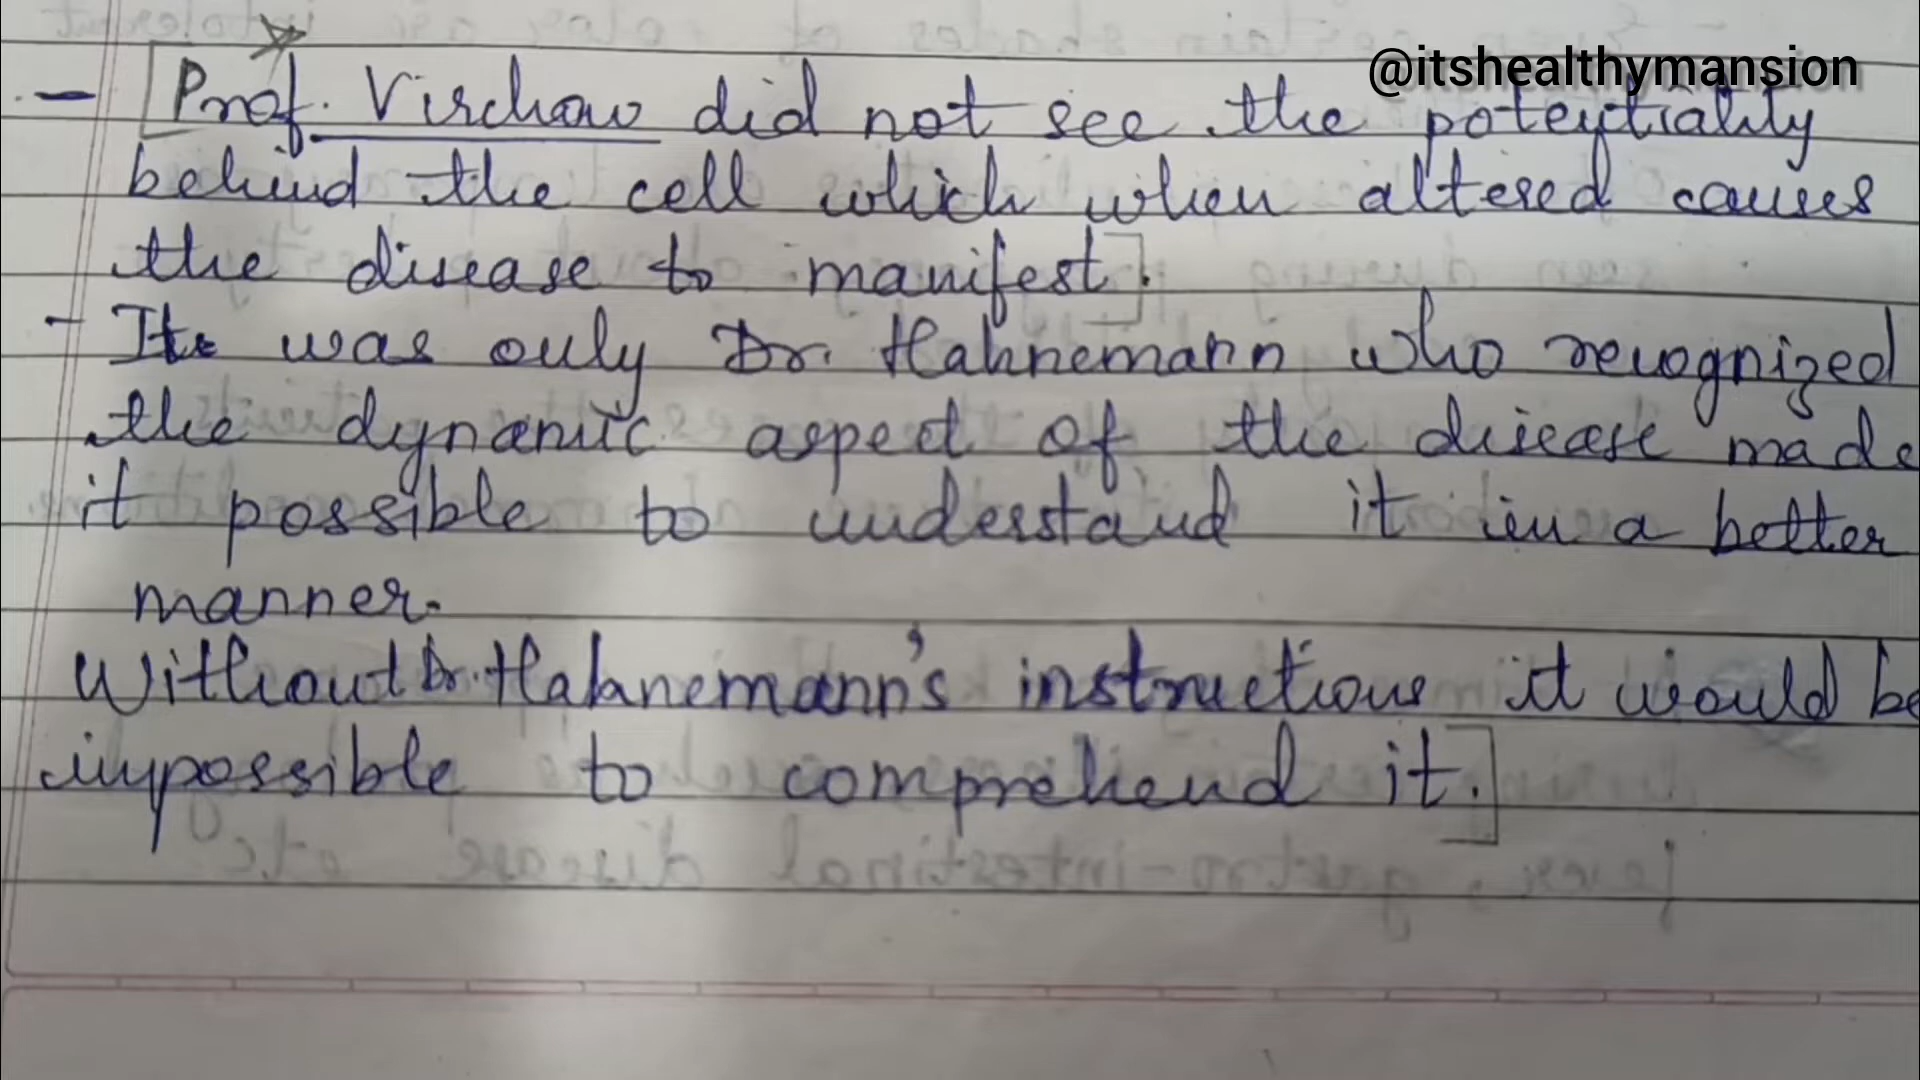 @itshealthymansion
- [Prof. Virchow did not see the potentiality
behind the cell which when altered causes
the disease to manifest].
- It was only Dr. Hahnemann who recognized
the dynamic aspect of the disease made
it possible to understand it in a better
manner.
Without Dr. Hahnemann's instructions it would be
impossible to comprehend it.]